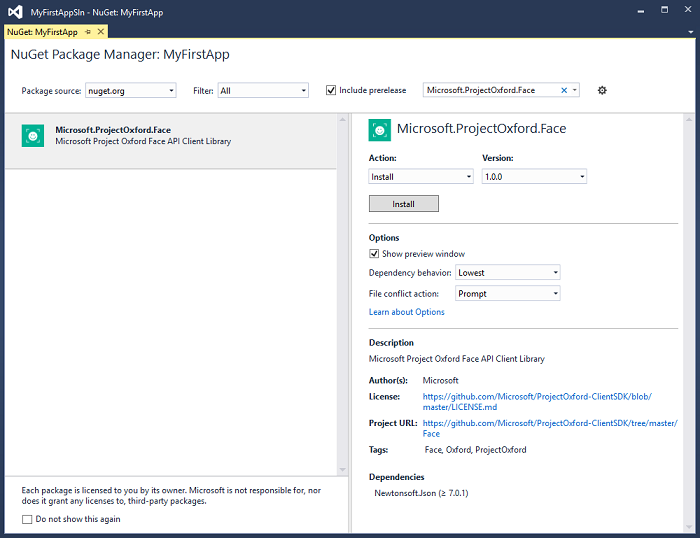 MyFirstAppSln - NuGet: MyFirstApp
NuGet: MyFirstApp
NuGet Package Manager: MyFirstApp
Package source: nuget.org Filter: All Include prerelease Microsoft.ProjectOxford.Face
Microsoft.ProjectOxford.Face
Microsoft Project Oxford Face API Client Library
Each package is licensed to you by its owner. Microsoft is not responsible for, nor
does it grant any licenses to, third-party packages.
Do not show this again
Microsoft.ProjectOxford.Face
Action: Version:
Install 1.0.0
Install
Options
Show preview window
Dependency behavior: Lowest
File conflict action: Prompt
Learn about Options
Description
Microsoft Project Oxford Face API Client Library
Author(s): Microsoft
License: https://github.com/Microsoft/ProjectOxford-ClientSDK/blob/
master/LICENSE.md
Project URL: https://github.com/Microsoft/ProjectOxford-ClientSDK/tree/master/
Face
Tags: Face, Oxford, ProjectOxford
Dependencies
Newtonsoft.Json (≥ 7.0.1)